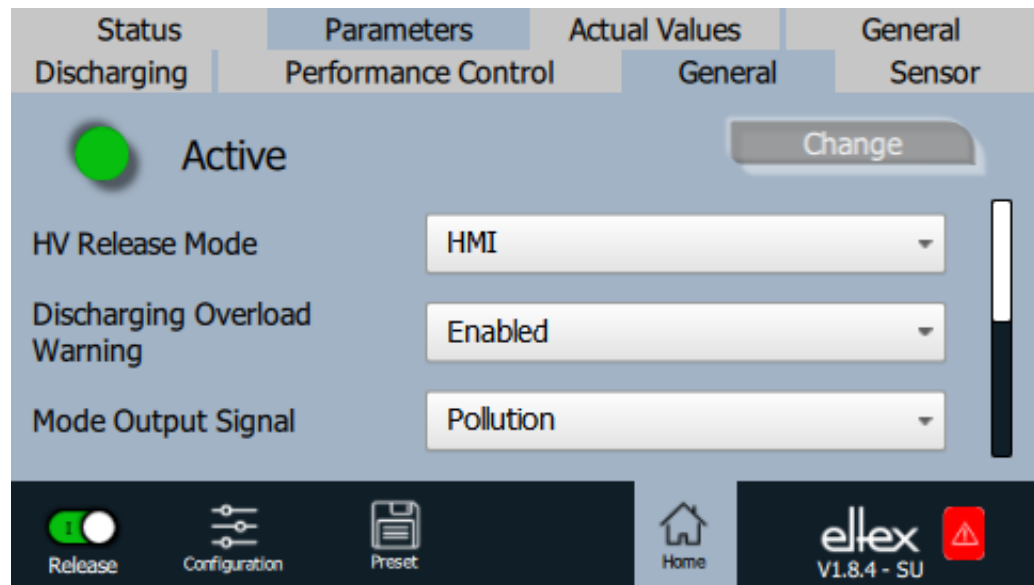 Status Parameters Actual Values General
Discharging Performance Control General Sensor
Active Change
HV Release Mode HMI
Discharging Overload
Warning Enabled
Mode Output Signal Pollution
I
Release Configuration Preset Home eltex
V1.8.4 - SU